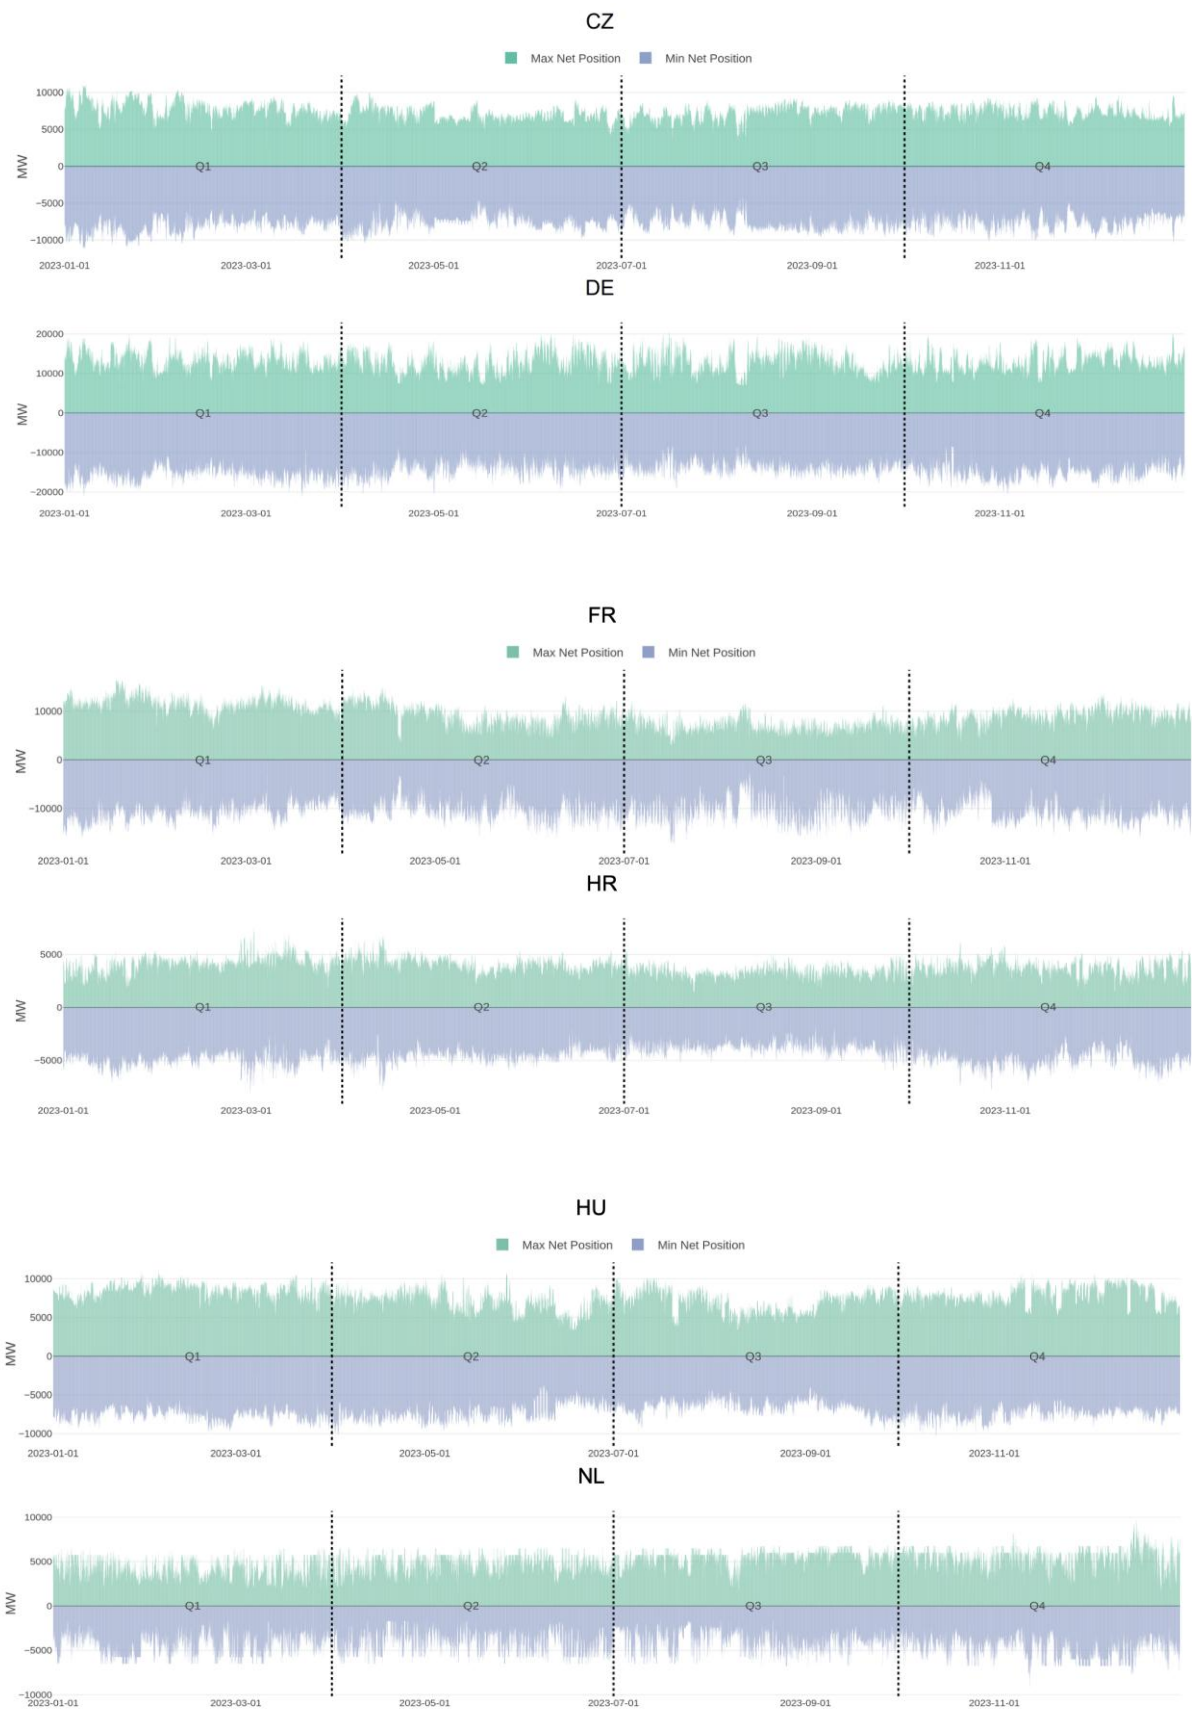 CZ
Max Net Position Min Net Position
10000
5000
0
−5000
−10000
MW
Q1 Q2 Q3 Q4
2023-01-01 2023-03-01 2023-05-01 2023-07-01 2023-09-01 2023-11-01
DE
20000
10000
0
−10000
−20000
MW
Q1 Q2 Q3 Q4
2023-01-01 2023-03-01 2023-05-01 2023-07-01 2023-09-01 2023-11-01
FR
Max Net Position Min Net Position
10000
0
−10000
MW
Q1 Q2 Q3 Q4
2023-01-01 2023-03-01 2023-05-01 2023-07-01 2023-09-01 2023-11-01
HR
5000
0
−5000
MW
Q1 Q2 Q3 Q4
2023-01-01 2023-03-01 2023-05-01 2023-07-01 2023-09-01 2023-11-01
HU
Max Net Position Min Net Position
10000
5000
0
−5000
−10000
MW
Q1 Q2 Q3 Q4
2023-01-01 2023-03-01 2023-05-01 2023-07-01 2023-09-01 2023-11-01
NL
10000
5000
0
−5000
−10000
MW
Q1 Q2 Q3 Q4
2023-01-01 2023-03-01 2023-05-01 2023-07-01 2023-09-01 2023-11-01